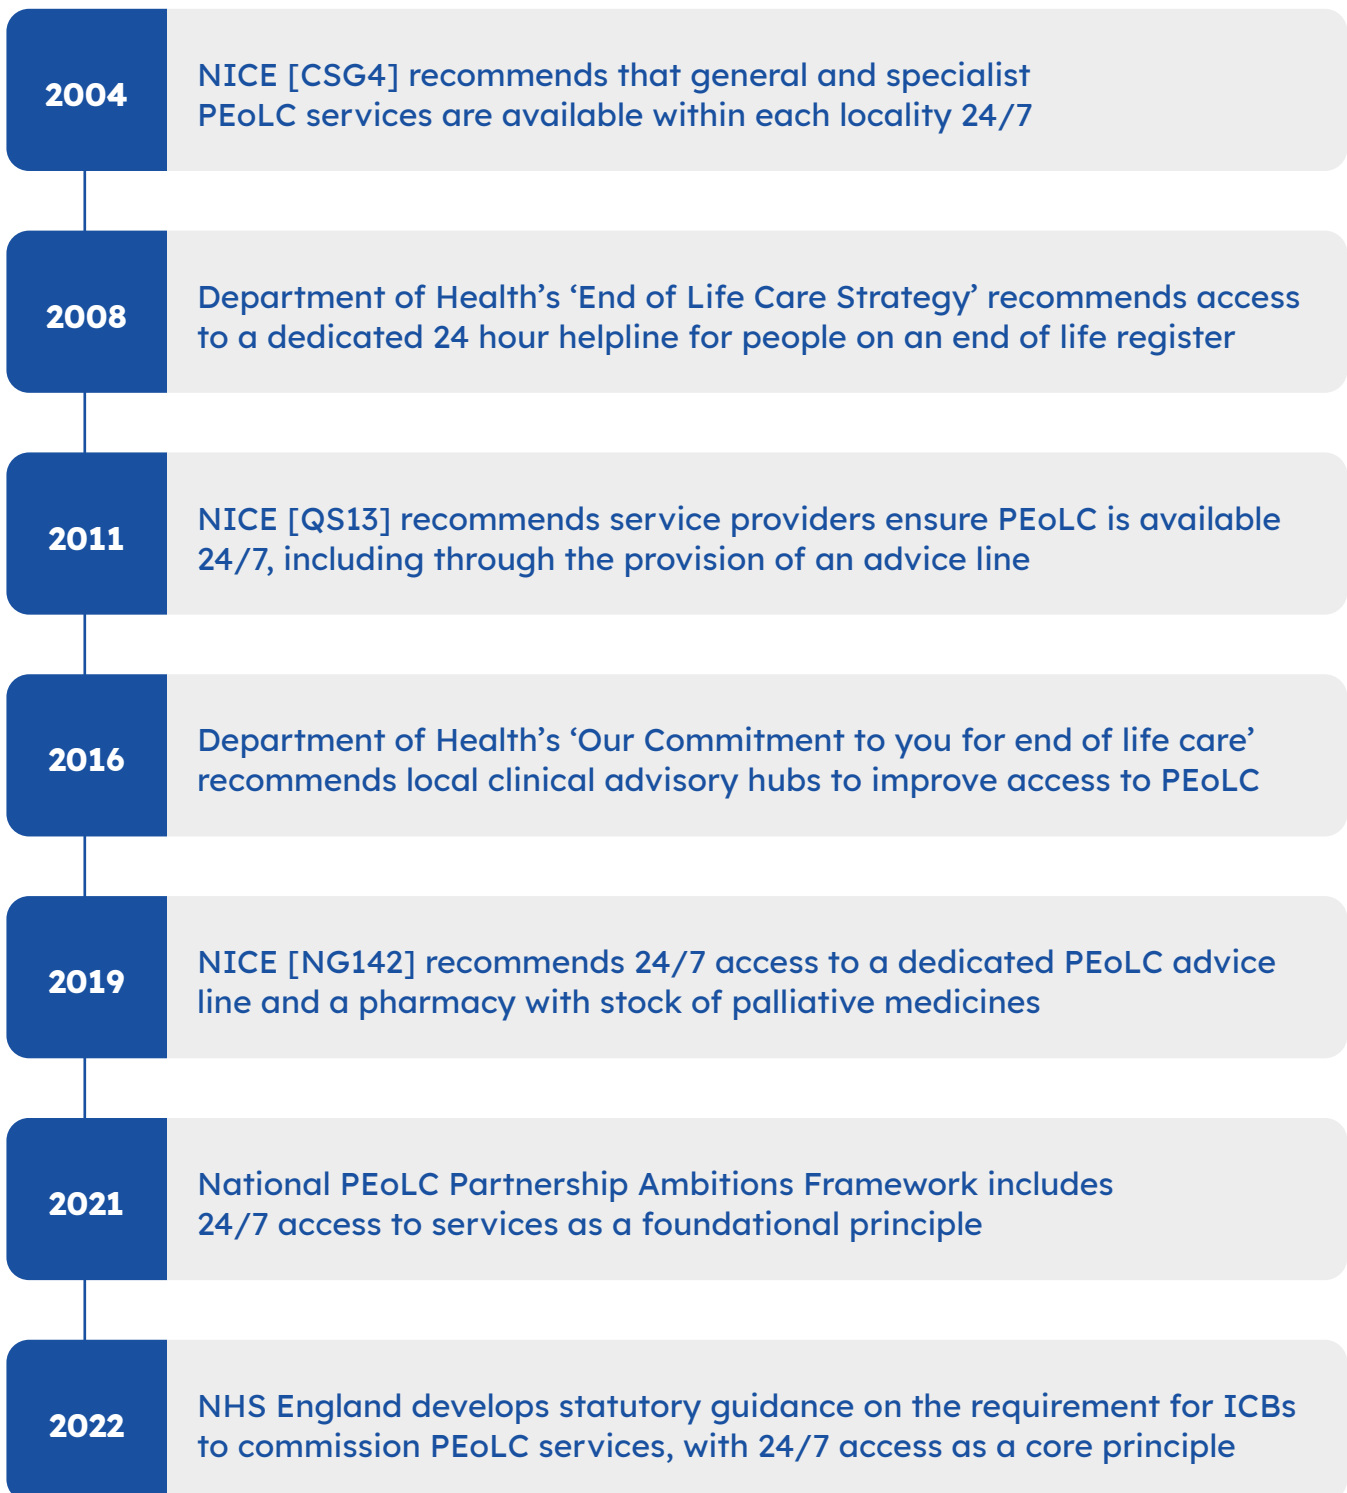 2004
NICE [CSG4] recommends that general and specialist
PEoLC services are available within each locality 24/7
2008
Department of Health’s ‘End of Life Care Strategy’ recommends access
to a dedicated 24 hour helpline for people on an end of life register
2011
NICE [QS13] recommends service providers ensure PEoLC is available
24/7, including through the provision of an advice line
2016
Department of Health’s ‘Our Commitment to you for end of life care’
recommends local clinical advisory hubs to improve access to PEoLC
2019
NICE [NG142] recommends 24/7 access to a dedicated PEoLC advice
line and a pharmacy with stock of palliative medicines
2021
National PEoLC Partnership Ambitions Framework includes
24/7 access to services as a foundational principle
2022
NHS England develops statutory guidance on the requirement for ICBs
to commission PEoLC services, with 24/7 access as a core principle